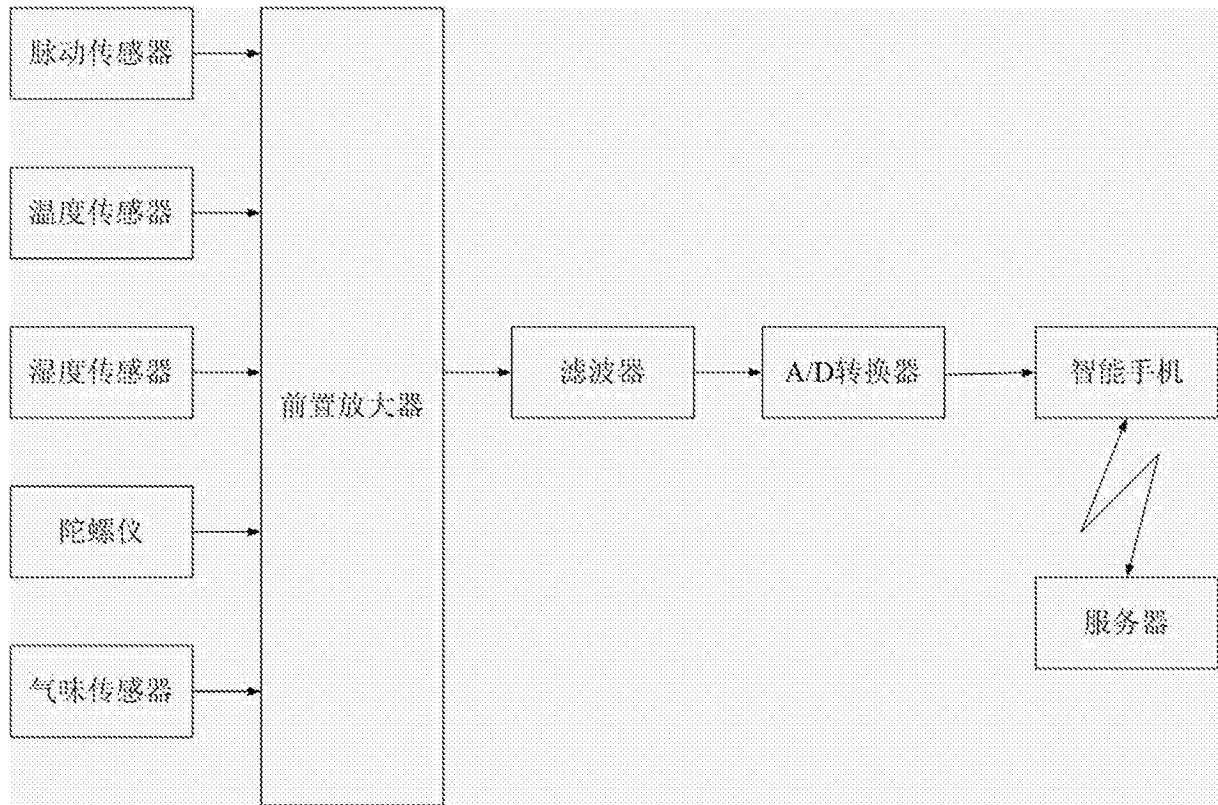 脉动传感器
温度传感器
湿度传感器
陀螺仪
气味传感器
前置放大器
滤波器
A/D转换器
智能手机
服务器